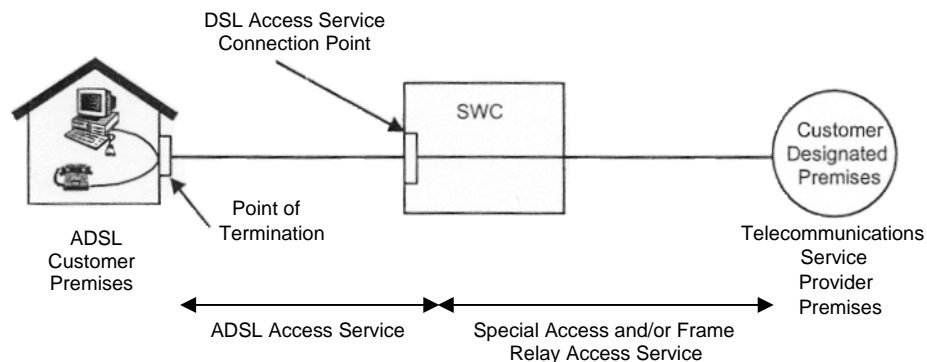 DSL Access Service
Connection Point
SWC
Customer
Designated
Premises
Point of
Termination
ADSL
Customer
Premises
Telecommunications
Service
Provider
Premises
ADSL Access Service
Special Access and/or Frame
Relay Access Service